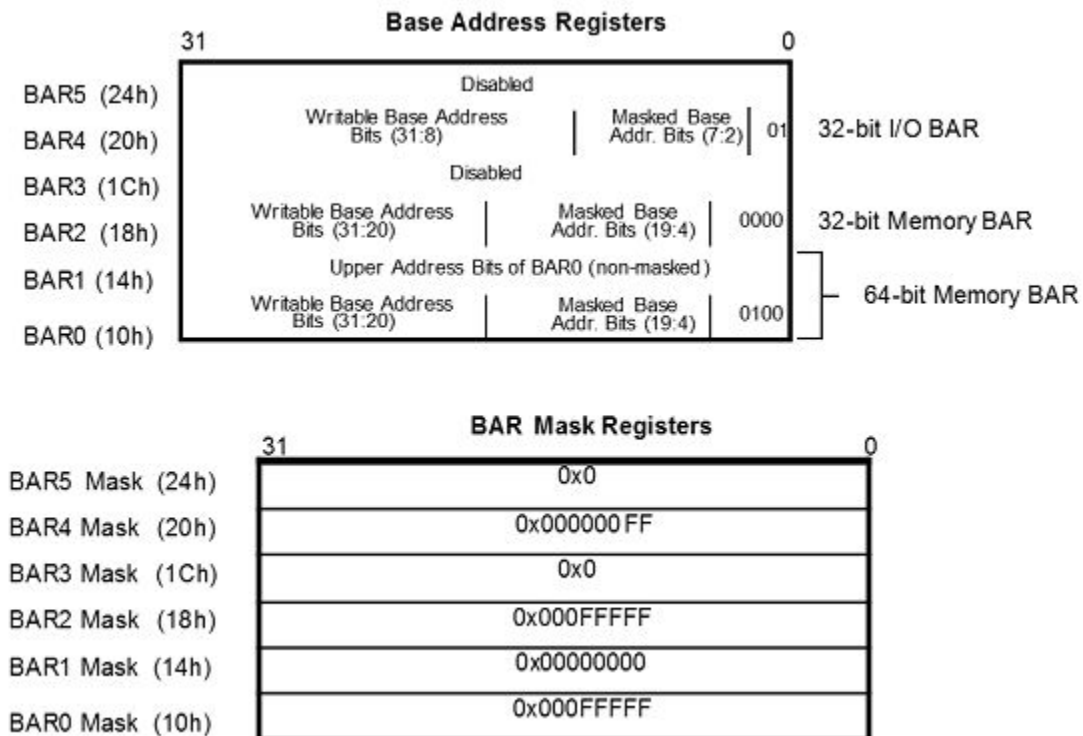 Base Address Registers
31 0
BAR5 (24h) Disabled
BAR4 (20h) Writable Base Address Bits (31:8) Masked Base Addr. Bits (7:2) 01 32-bit I/O BAR
BAR3 (1Ch) Disabled
BAR2 (18h) Writable Base Address Bits (31:20) Masked Base Addr. Bits (19:4) 0000 32-bit Memory BAR
BAR1 (14h) Upper Address Bits of BAR0 (non-masked) 64-bit Memory BAR
BAR0 (10h) Writable Base Address Bits (31:20) Masked Base Addr. Bits (19:4) 0100
BAR Mask Registers
31 0
BAR5 Mask (24h) 0x0
BAR4 Mask (20h) 0x000000FF
BAR3 Mask (1Ch) 0x0
BAR2 Mask (18h) 0x000FFFFF
BAR1 Mask (14h) 0x00000000
BAR0 Mask (10h) 0x000FFFFF